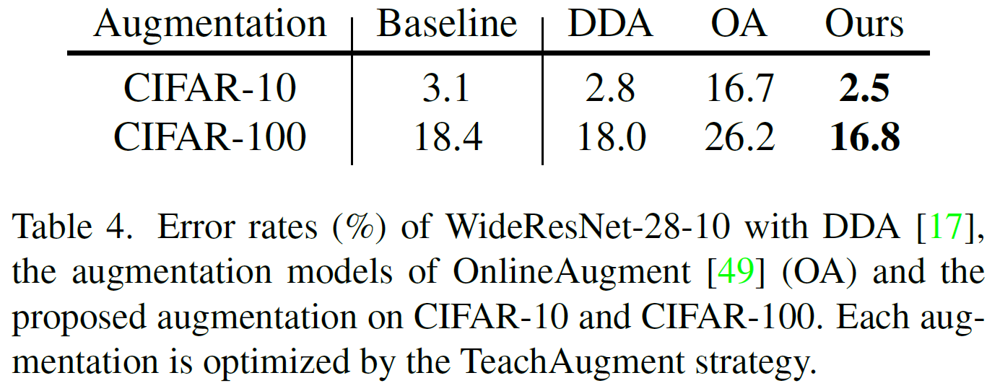 Augmentation Baseline DDA OA Ours
CIFAR-10 3.1 2.8 16.7 2.5
CIFAR-100 18.4 18.0 26.2 16.8
Table 4. Error rates (%) of WideResNet-28-10 with DDA [17],
the augmentation models of OnlineAugment [49] (OA) and the
proposed augmentation on CIFAR-10 and CIFAR-100. Each aug-
mentation is optimized by the TeachAugment strategy.